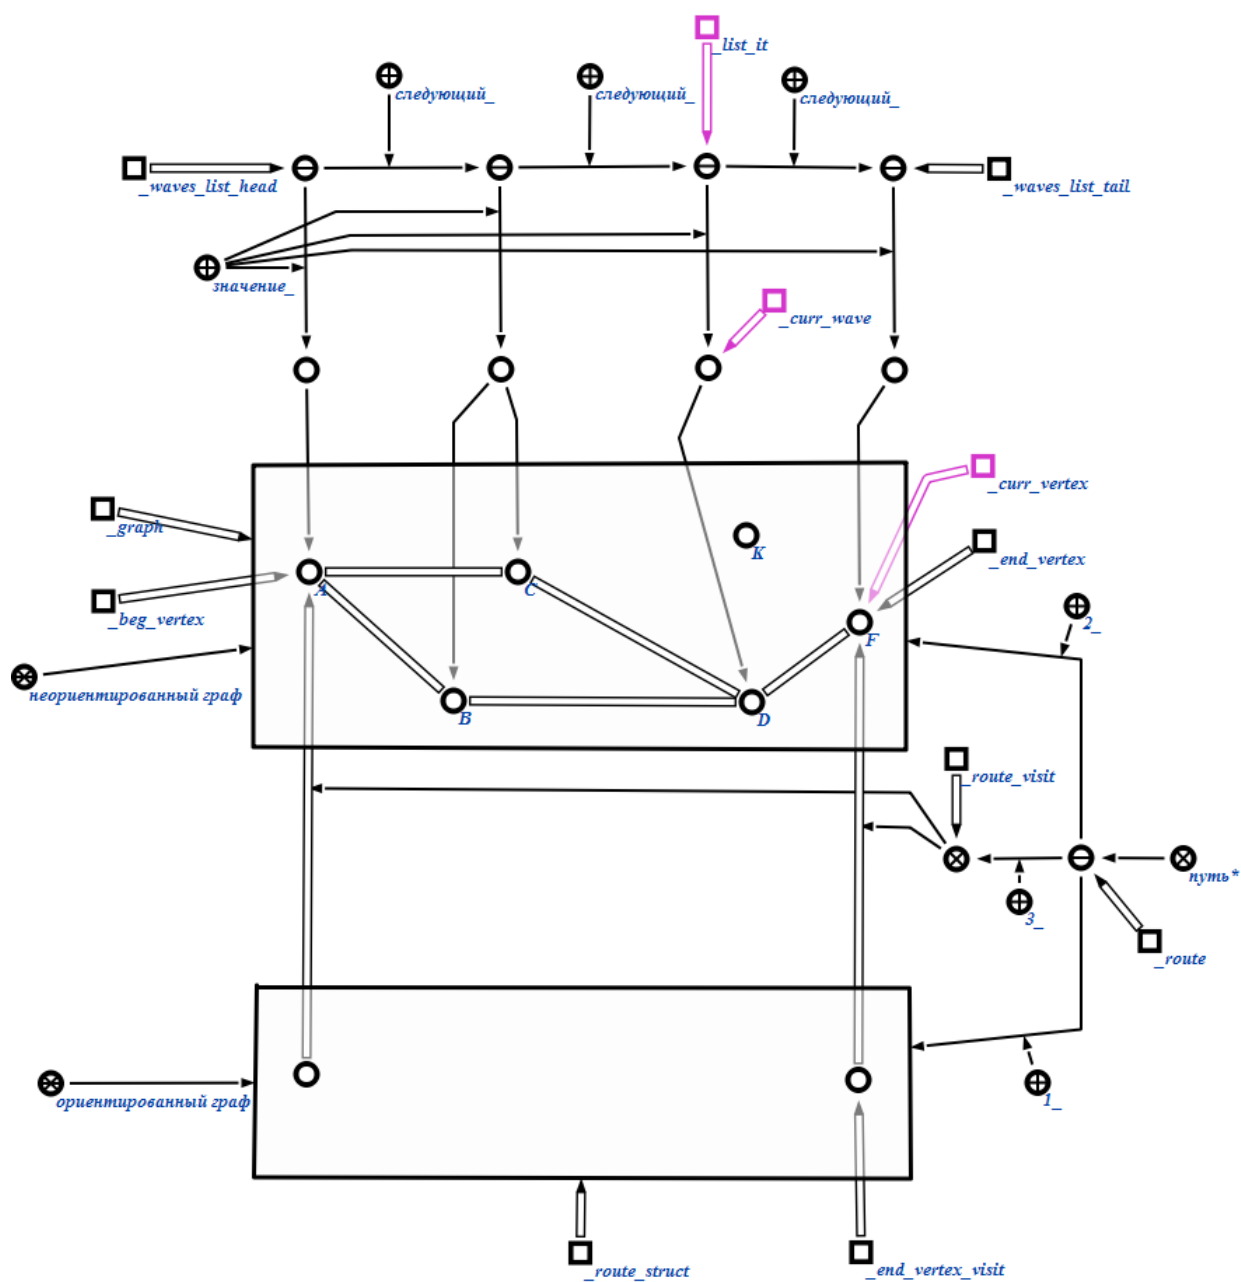 _list_it
следующий_
следующий_
следующий_
_waves_list_head
_waves_list_tail
значение_
_curr_wave
_curr_vertex
_graph
K
_end_vertex
A
C
_beg_vertex
2_
F
неориентированный граф
B
D
_route_visit
путь*
3_
_route
ориентированный граф
1_
_route_struct
_end_vertex_visit